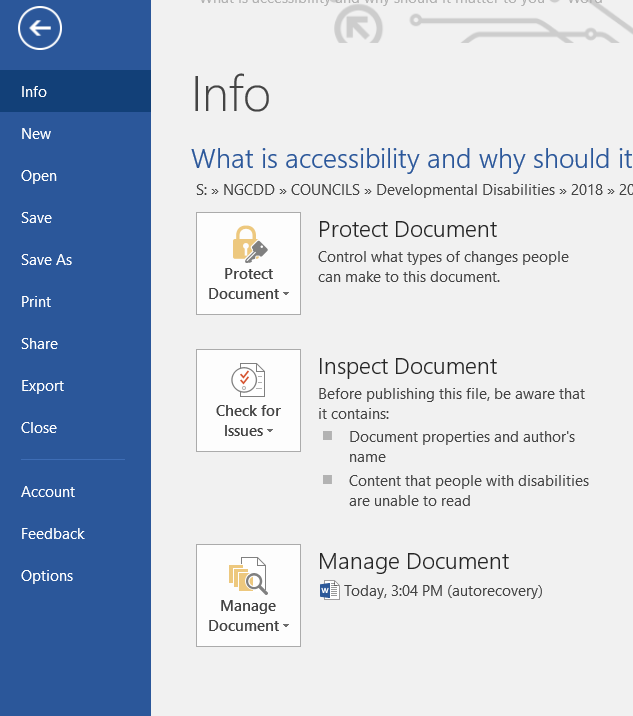 What is accessibility and why should it matter to you - Word
Info
New
Open
Save
Save As
Print
Share
Export
Close
Account
Feedback
Options
Info
What is accessibility and why should it
S: » NGCDD » COUNCILS » Developmental Disabilities » 2018 » 20
Protect
Document
Protect Document
Control what types of changes people
can make to this document.
Check for
Issues
Inspect Document
Before publishing this file, be aware that
it contains:
Document properties and author's
name
Content that people with disabilities
are unable to read
Manage
Document
Manage Document
Today, 3:04 PM (autorecovery)